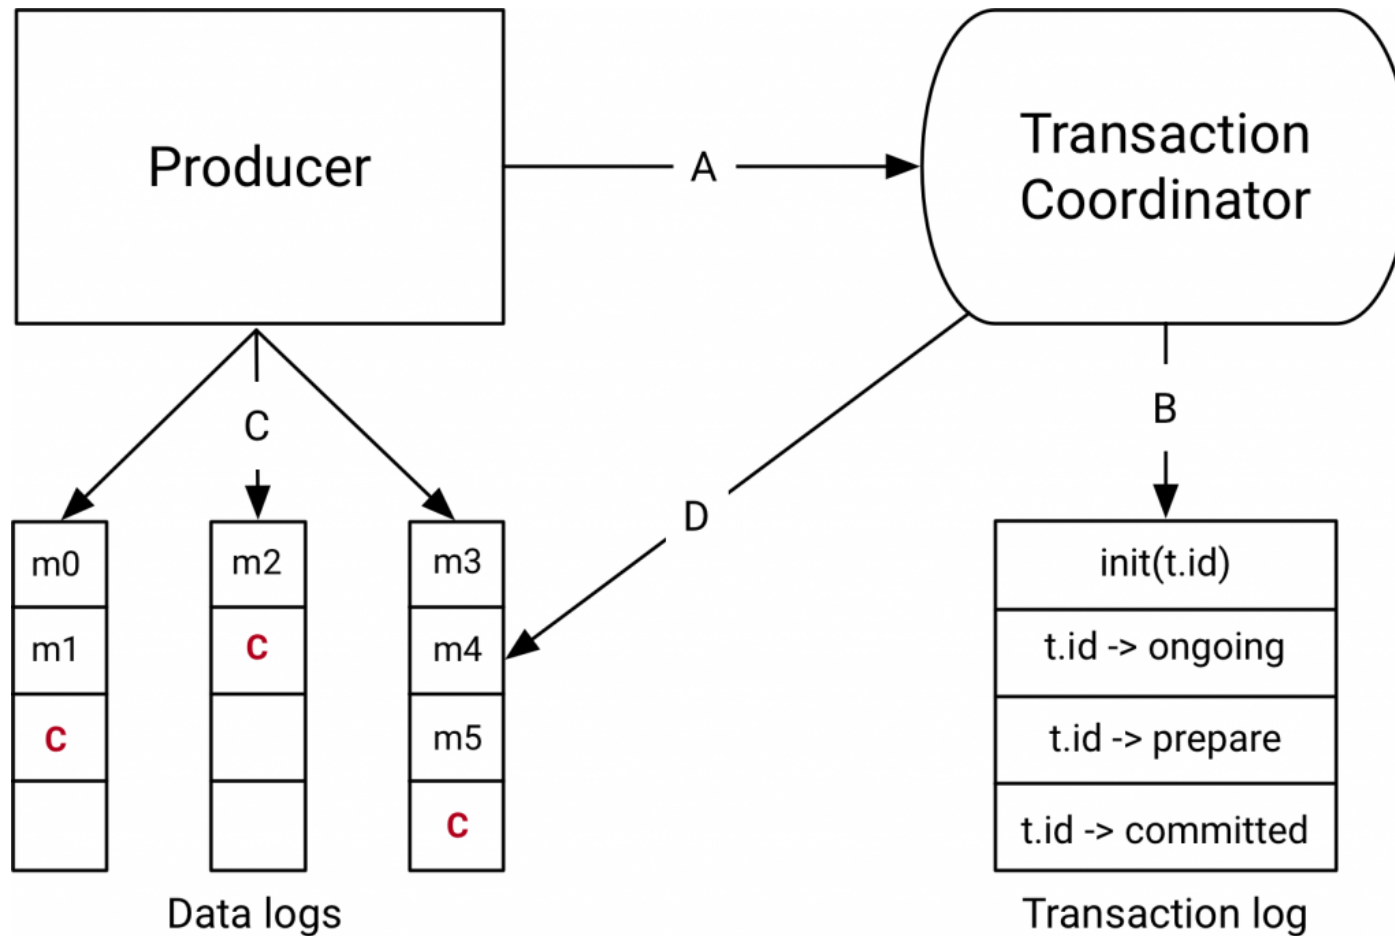 Producer
A
Transaction
Coordinator
C
B
D
m0
m1
C
m2
C
m3
m4
m5
C
init(t.id)
t.id -> ongoing
t.id -> prepare
t.id -> committed
Data logs
Transaction log